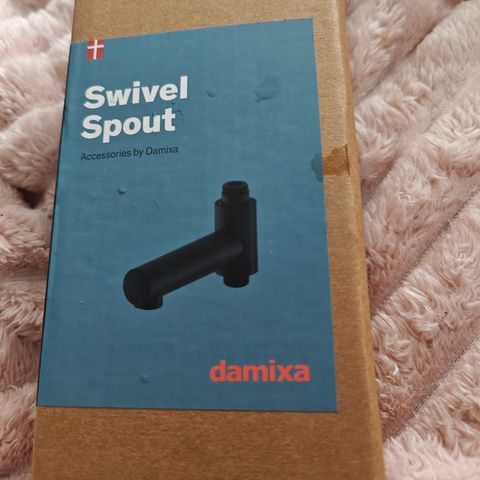 Swivel
Spout
Accessories by Damixa
damixa